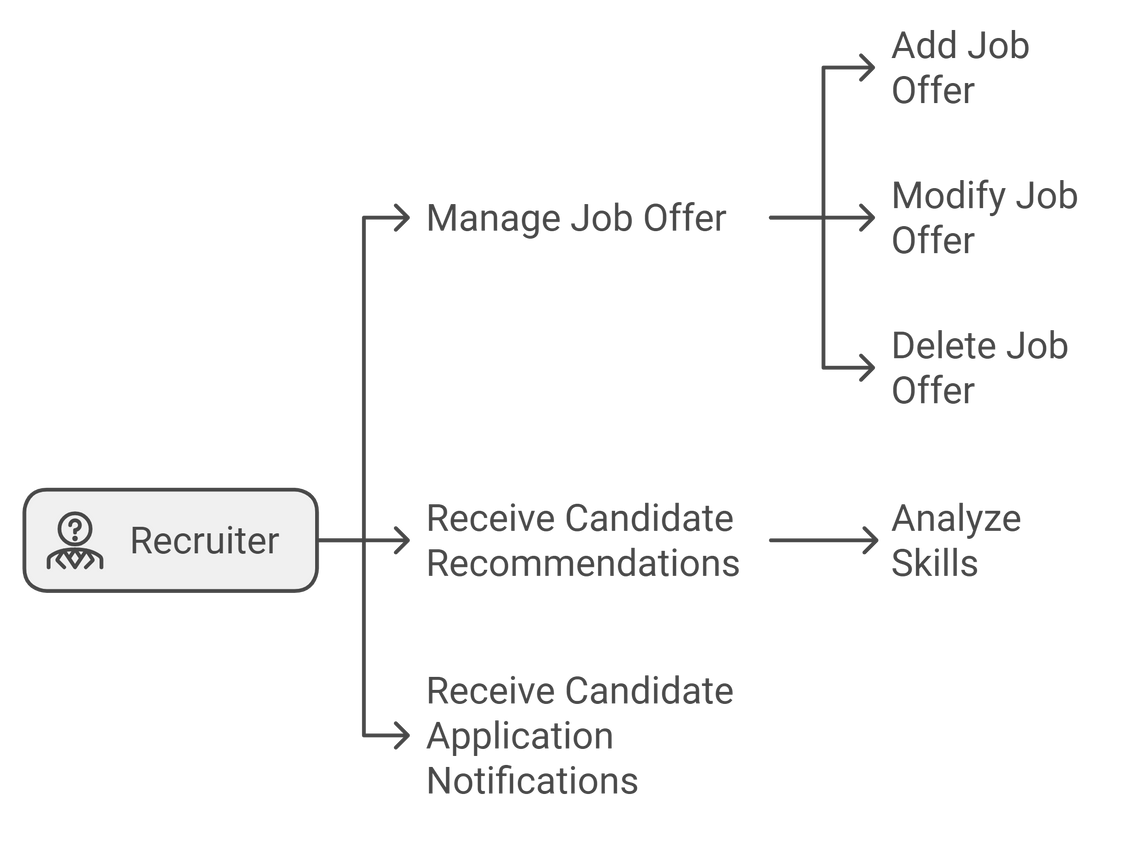 Add Job
Offer
Modify Job
Offer
Manage Job Offer
Delete Job
Offer
Recruiter
Receive Candidate
Recommendations
Analyze
Skills
Receive Candidate
Application
Notifications